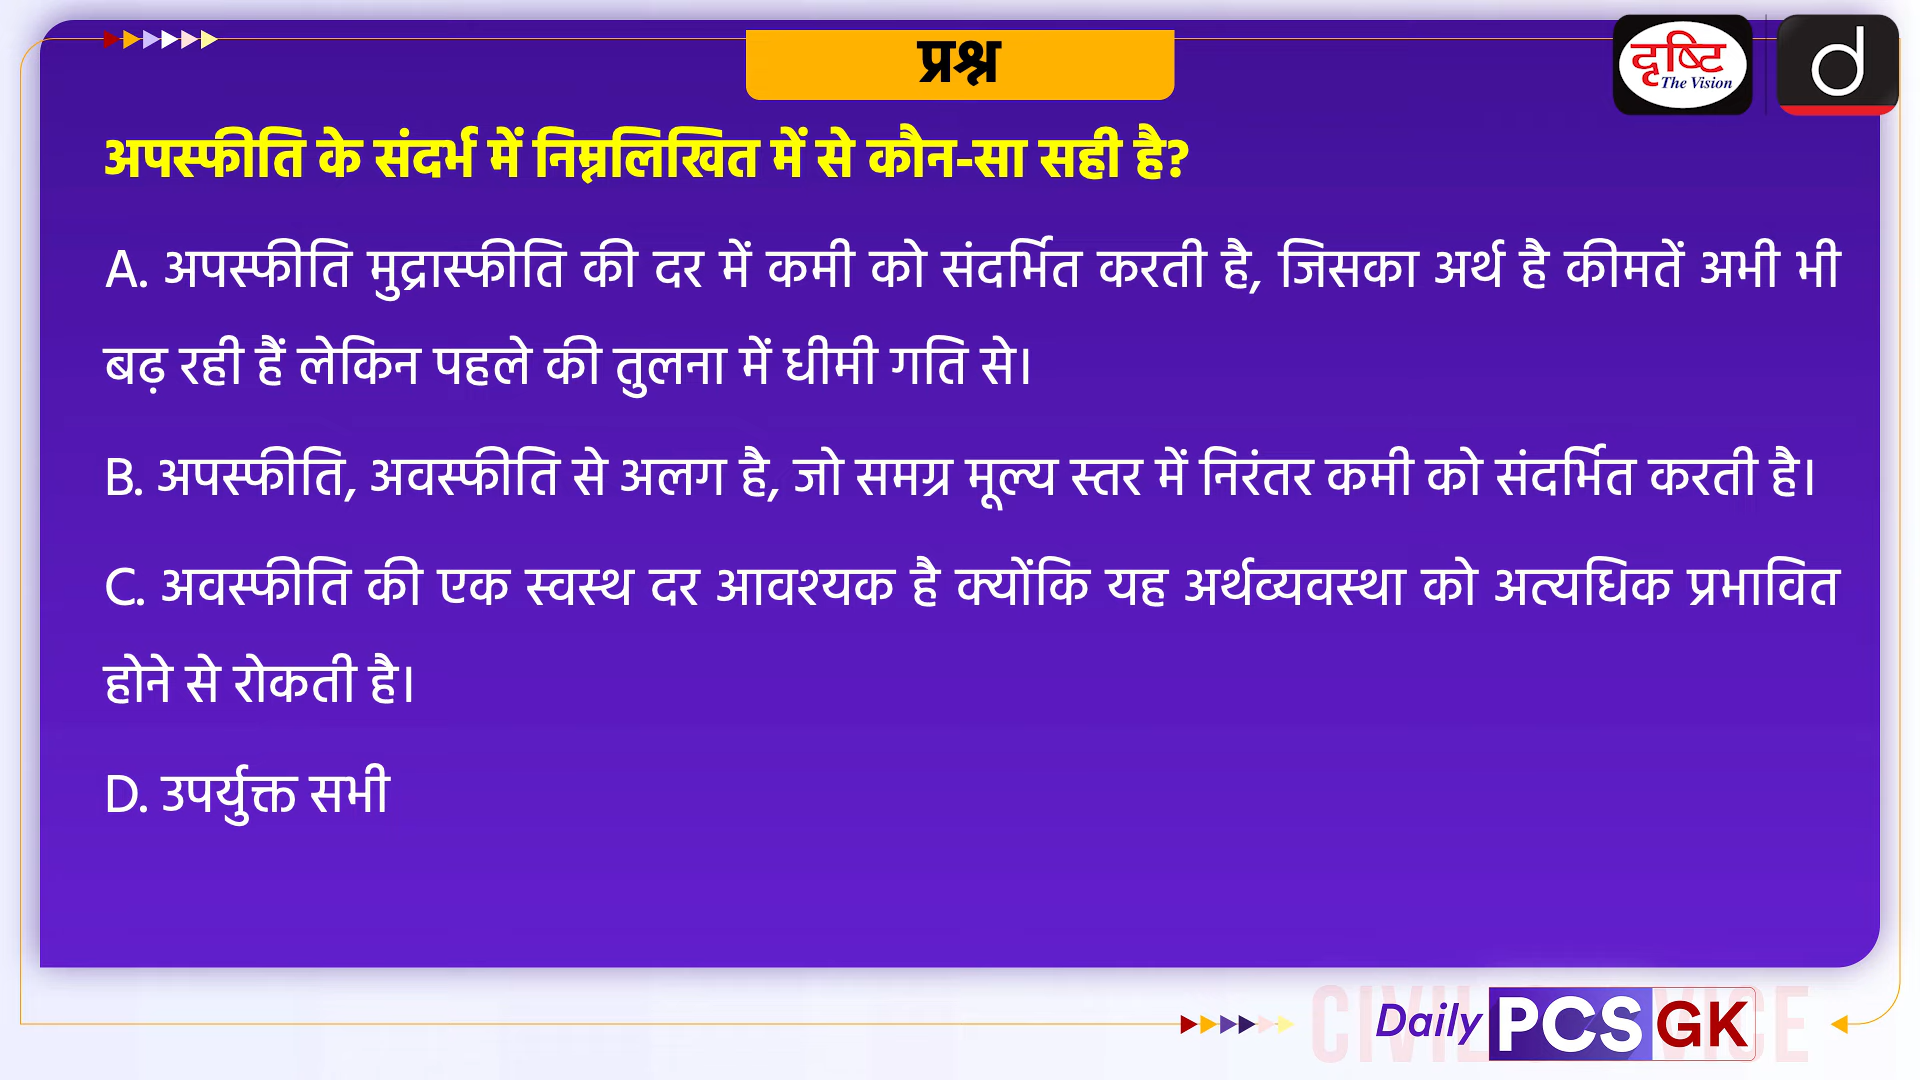 प्रश्न
दृष्टि
The Vision
d
अपस्फीति के संदर्भ में निम्नलिखित में से कौन-सा सही है?
A. अपस्फीति मुद्रास्फीति की दर में कमी को संदर्भित करती है, जिसका अर्थ है कीमतें अभी भी
बढ़ रही हैं लेकिन पहले की तुलना में धीमी गति से।
B. अपस्फीति, अवस्फीति से अलग है, जो समग्र मूल्य स्तर में निरंतर कमी को संदर्भित करती है।
C. अवस्फीति की एक स्वस्थ दर आवश्यक है क्योंकि यह अर्थव्यवस्था को अत्यधिक प्रभावित
होने से रोकती है।
D. उपर्युक्त सभी
Daily PCS GK